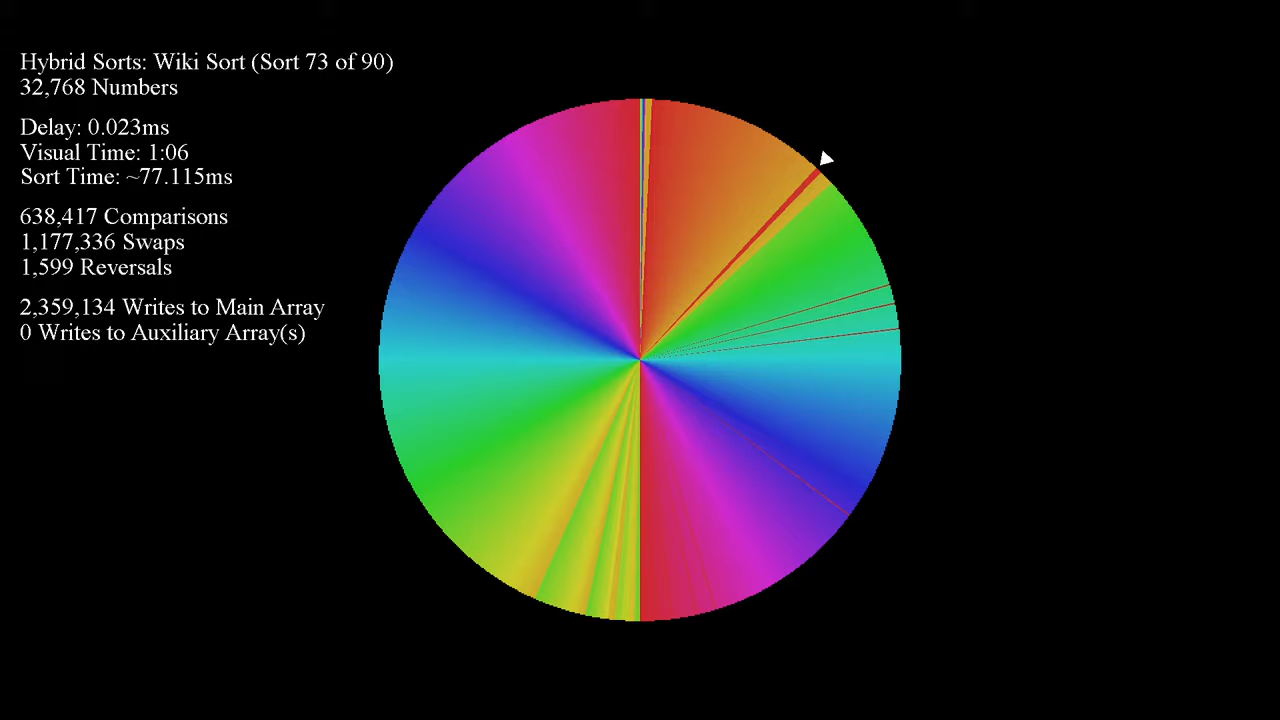 Hybrid Sorts: Wiki Sort (Sort 73 of 90)
32,768 Numbers
Delay: 0.023ms
Visual Time: 1:06
Sort Time: ~77.115ms
638,417 Comparisons
1,177,336 Swaps
1,599 Reversals
2,359,134 Writes to Main Array
0 Writes to Auxiliary Array(s)